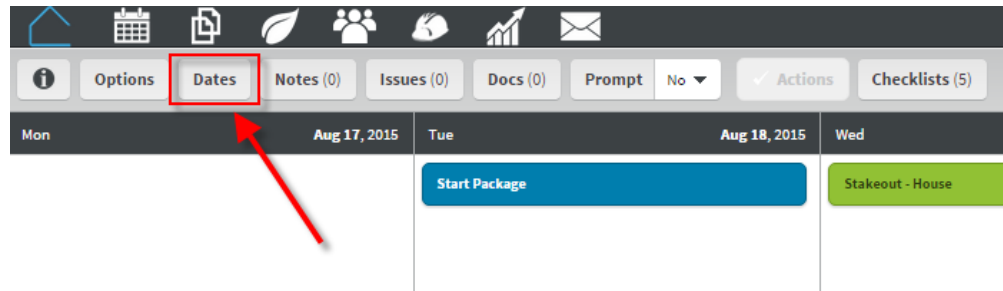 Options Dates Notes (0) Issues (0) Docs (0) Prompt No Actions Checklists (5)
Mon Aug 17, 2015 Tue Aug 18, 2015 Wed
Start Package Stakeout - House